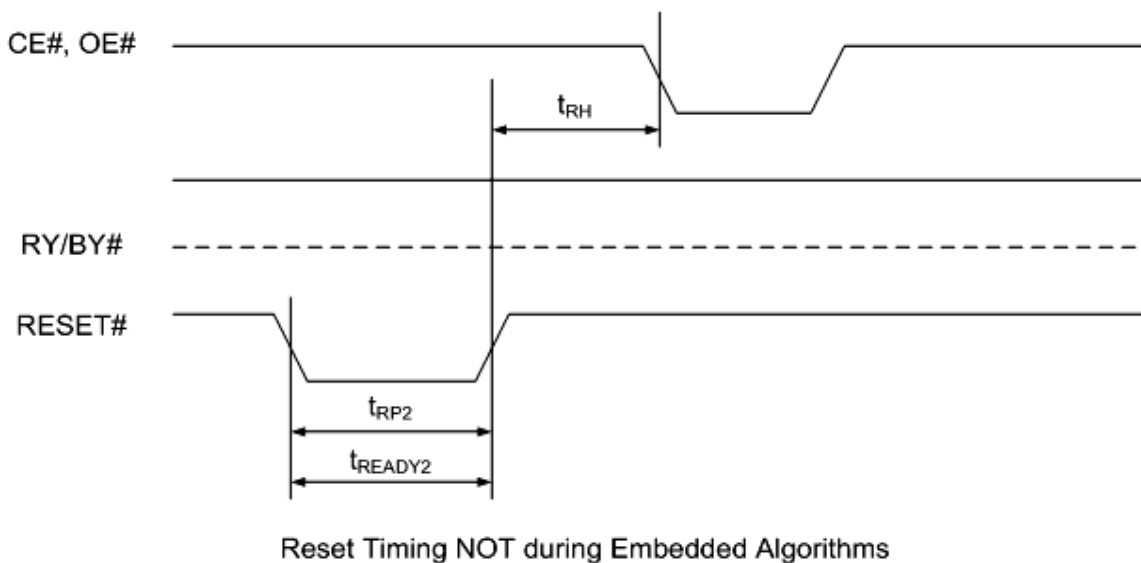 CE#, OE#
tRH
RY/BY#
RESET#
tRP2
tREADY2
Reset Timing NOT during Embedded Algorithms